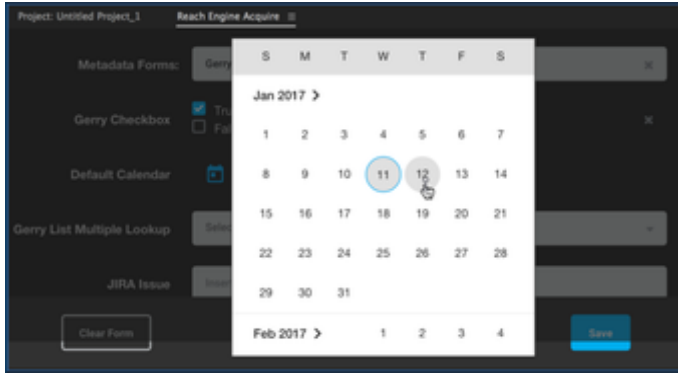 Project: Untitled Project_1 Reach Engine Acquire
S M T W T F S
Metadata Forms: Gerry
Jan 2017
Gerry Checkbox
1 2 3 4 5 6 7
Default Calendar 8 9 10 11 12 13 14
15 16 17 18 19 20 21
Gerry List Multiple Lookup
22 23 24 25 26 27 28
JIRA Issue
29 30 31
Clear Form Feb 2017 1 2 3 4 Save